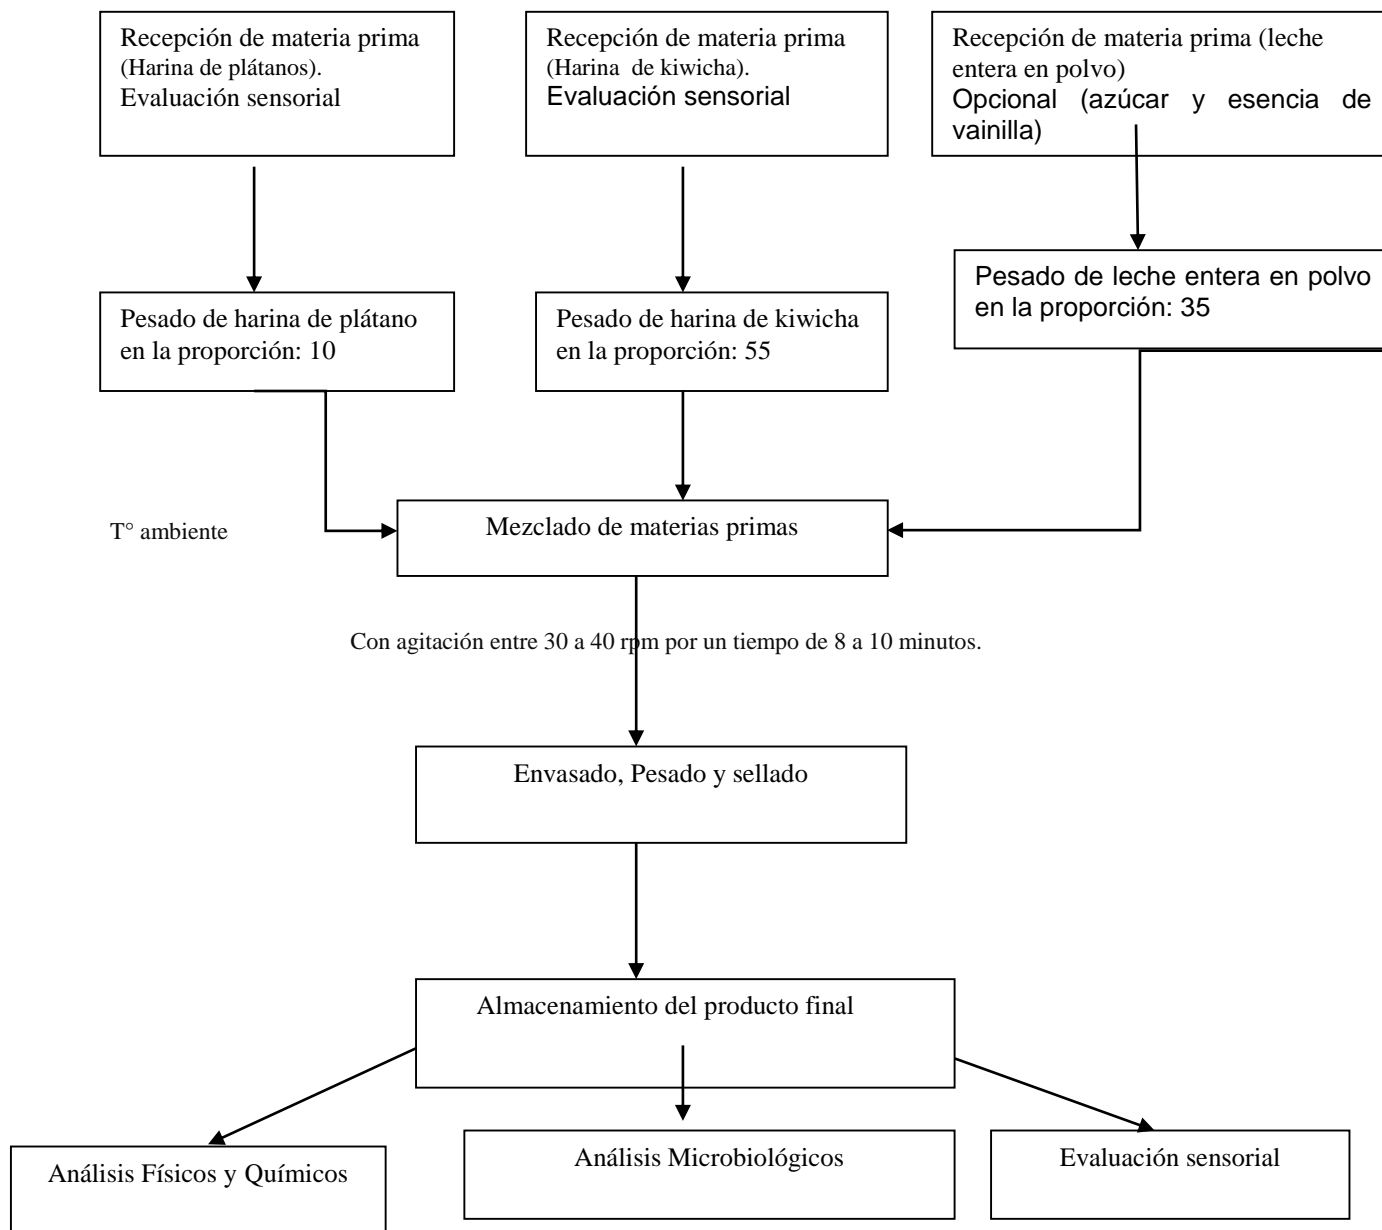 Recepción de materia prima
(Harina de plátanos).
Evaluación sensorial
Recepción de materia prima
(Harina de kiwicha).
Evaluación sensorial
Recepción de materia prima (leche
entera en polvo)
Opcional (azúcar y esencia de
vainilla)
Pesado de harina de plátano
en la proporción: 10
Pesado de harina de kiwicha
en la proporción: 55
Pesado de leche entera en polvo
en la proporción: 35
T° ambiente
Mezclado de materias primas
Con agitación entre 30 a 40 rpm por un tiempo de 8 a 10 minutos.
Envasado, Pesado y sellado
Almacenamiento del producto final
Análisis Físicos y Químicos
Análisis Microbiológicos
Evaluación sensorial